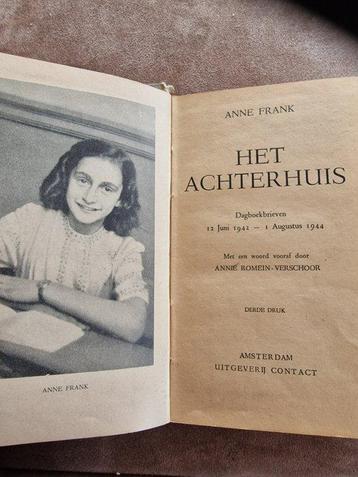 ANNE FRANK
ANNE FRANK
HET
ACHTERHUIS
Dagboekbrieven
12 Juni 1942 — 1 Augustus 1944
Met een woord vooraf door
ANNIE ROMEIN-VERSCHOOR
DERDE DRUK
AMSTERDAM
UITGEVERIJ CONTACT